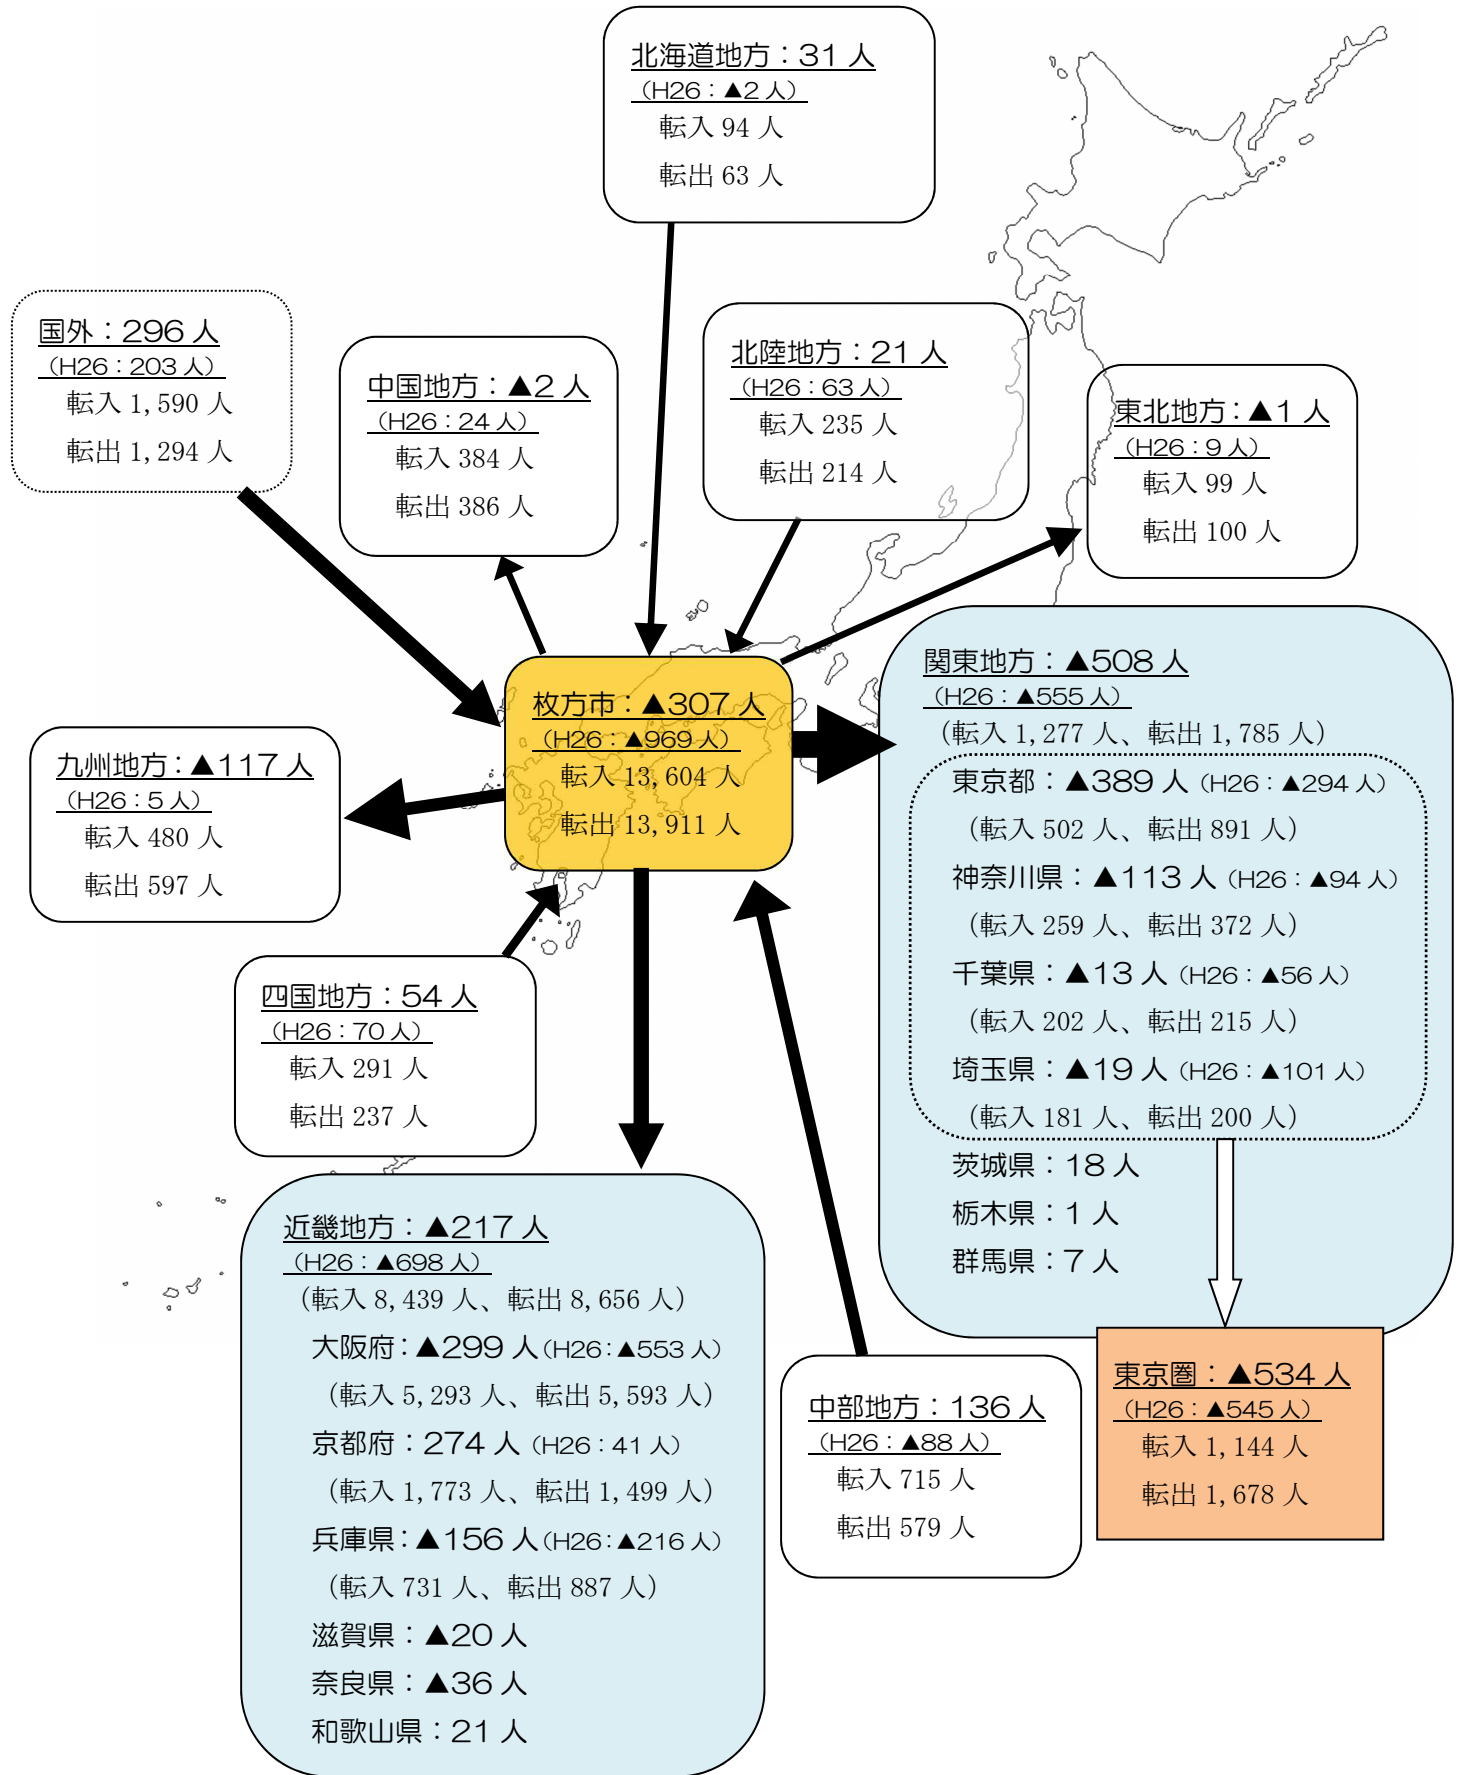 北海道地方：31 人
（H26：▲2 人）
転入 94 人
転出 63 人
国外：296 人
（H26：203 人）
転入 1,590 人
転出 1,294 人
中国地方：▲2 人
（H26：24 人）
転入 384 人
転出 386 人
北陸地方：21 人
（H26：63 人）
転入 235 人
転出 214 人
東北地方：▲1 人
（H26：9 人）
転入 99 人
転出 100 人
枚方市：▲307 人
（H26：▲969 人）
転入 13,604 人
転出 13,911 人
九州地方：▲117 人
（H26：5 人）
転入 480 人
転出 597 人
四国地方：54 人
（H26：70 人）
転入 291 人
転出 237 人
関東地方：▲508 人
（H26：▲555 人）
（転入 1,277 人、転出 1,785 人）
東京都：▲389 人（H26：▲294 人）
（転入 502 人、転出 891 人）
神奈川県：▲113 人（H26：▲94 人）
（転入 259 人、転出 372 人）
千葉県：▲13 人（H26：▲56 人）
（転入 202 人、転出 215 人）
埼玉県：▲19 人（H26：▲101 人）
（転入 181 人、転出 200 人）
茨城県：18 人
栃木県：1 人
群馬県：7 人
近畿地方：▲217 人
（H26：▲698 人）
（転入 8,439 人、転出 8,656 人）
大阪府：▲299 人（H26：▲553 人）
（転入 5,293 人、転出 5,593 人）
京都府：274 人（H26：41 人）
（転入 1,773 人、転出 1,499 人）
兵庫県：▲156 人（H26：▲216 人）
（転入 731 人、転出 887 人）
滋賀県：▲20 人
奈良県：▲36 人
和歌山県：21 人
中部地方：136 人
（H26：▲88 人）
転入 715 人
転出 579 人
東京圏：▲534 人
（H26：▲545 人）
転入 1,144 人
転出 1,678 人